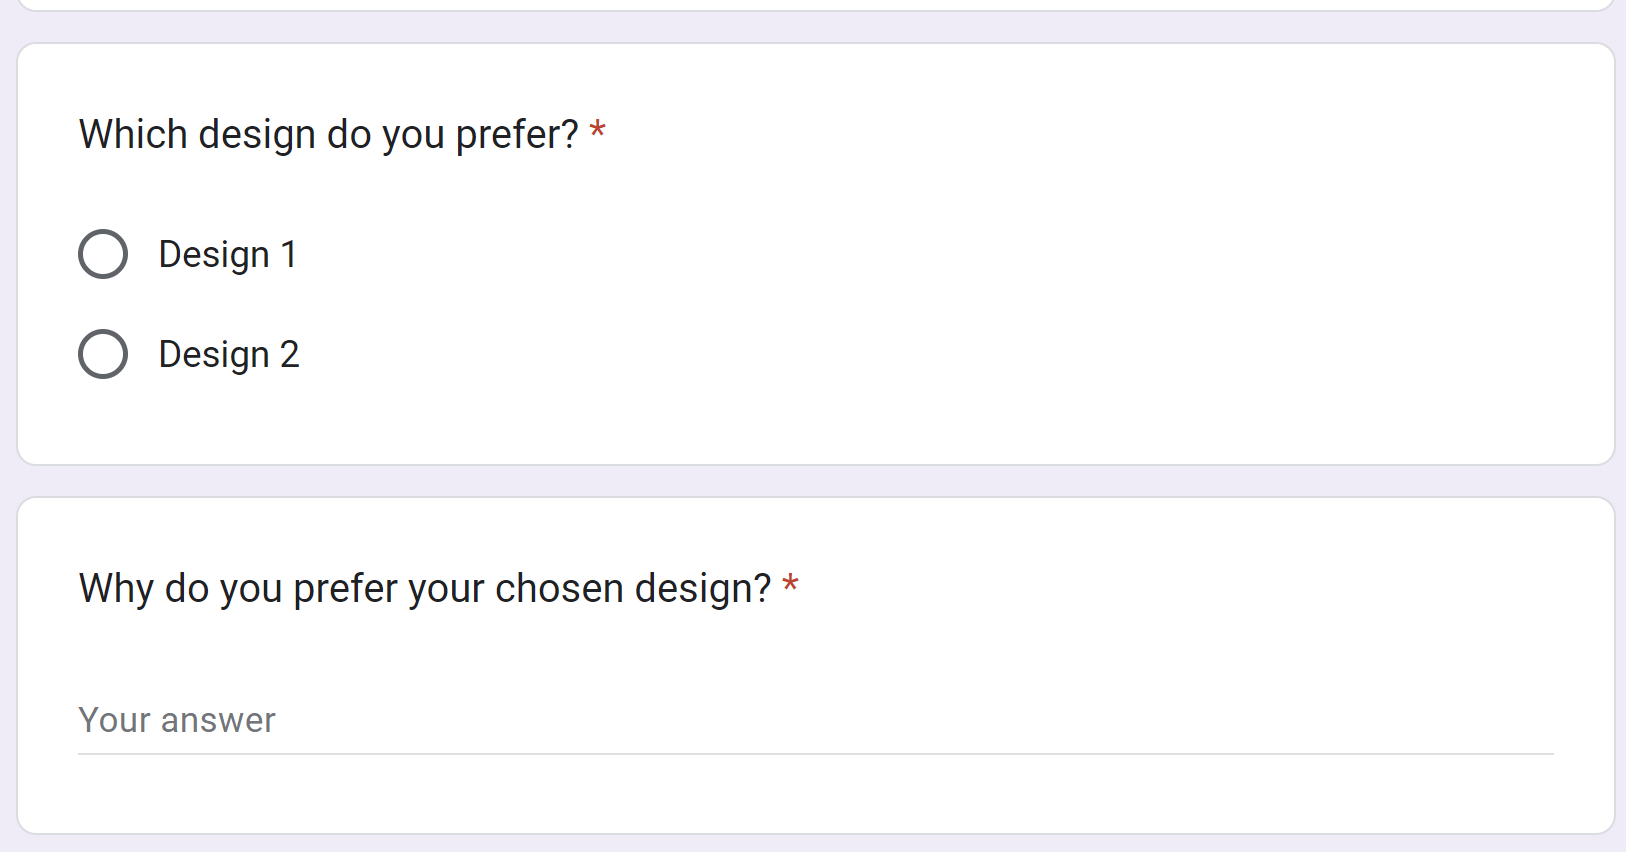 Which design do you prefer? *
Design 1
Design 2
Why do you prefer your chosen design? *
Your answer